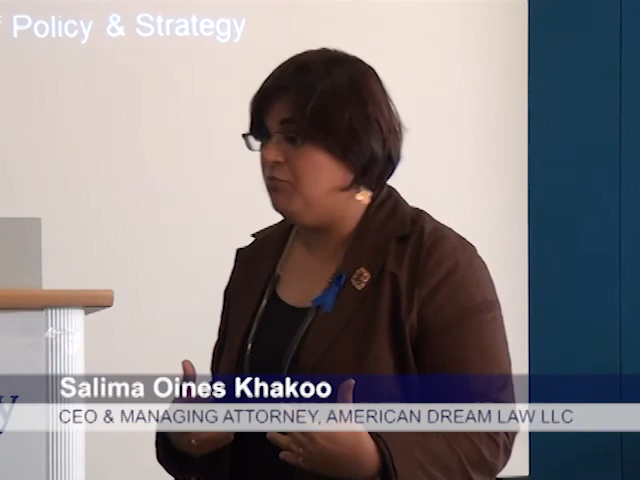 Policy & Strategy
Salima Oines Khakoo
CEO & MANAGING ATTORNEY, AMERICAN DREAM LAW LLC